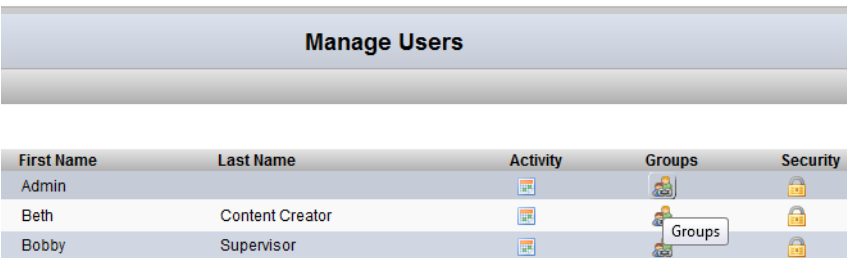 Manage Users
First Name Last Name Activity Groups Security
Admin
Beth Content Creator
Groups
Bobby Supervisor